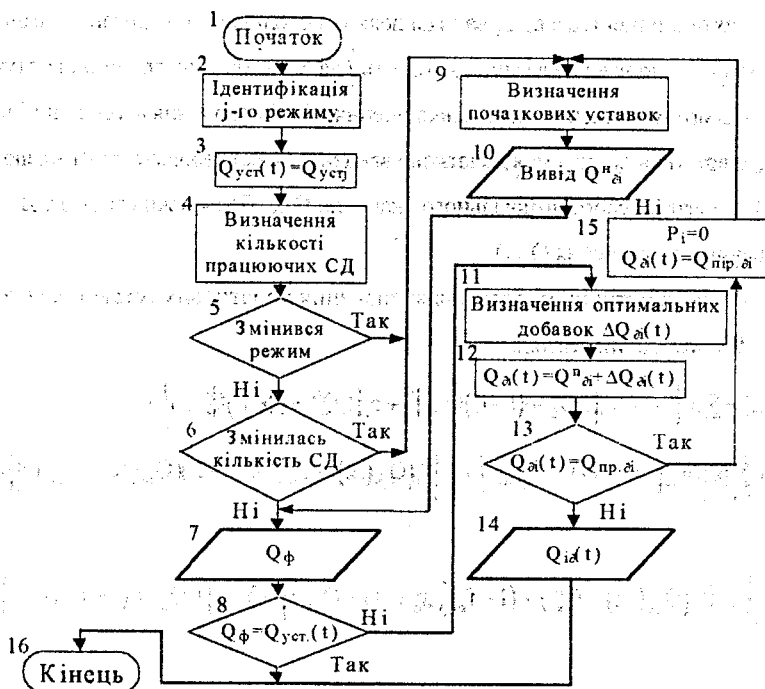 1
Початок
2
Ідентифікація
j-го режиму
3
Qуст(t)=Qустj
4
Визначення
кількості
працюючих СД
5
Змінився
режим
Так
Ні
6
Змінилась
кількість СД
Так
Ні
7
Qф
8
Qф=Qуст.(t)
Ні
Так
16
Кінець
9
Визначення
початкових уставок
10
Вивід Qнді
Ні
15
Pі=0
Qді(t)=Qпір.ді
11
Визначення оптимальних
добавок ΔQді(t)
12
Qді(t)=Qпді+ΔQді(t)
13
Qді(t)=Qпр.ді.
Так
Ні
14
Qід(t)